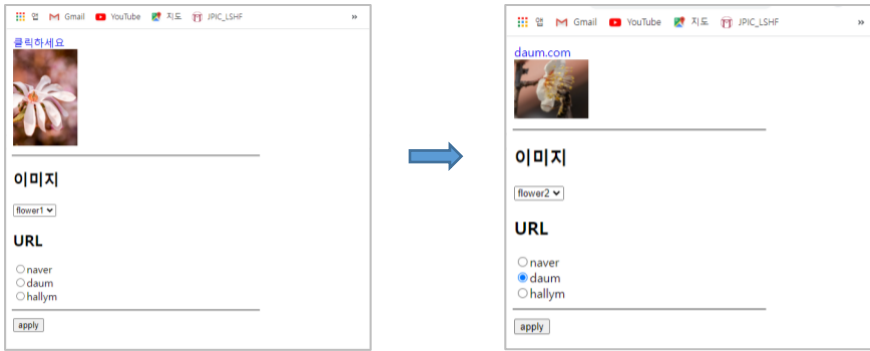 앱 Gmail YouTube 지도 JPIC_LSHF »
클릭하세요
이미지
flower1
URL
naver
daum
hallym
apply
앱 Gmail YouTube 지도 JPIC_LSHF »
daum.com
이미지
flower2
URL
naver
daum
hallym
apply